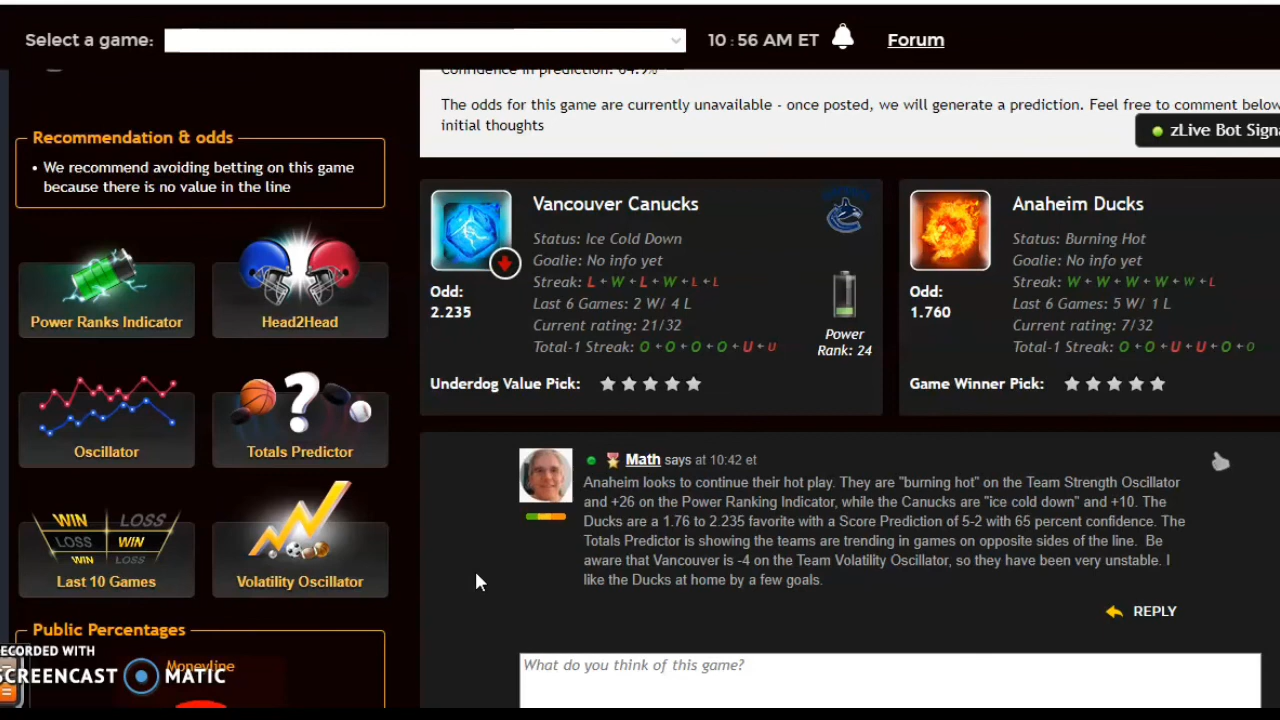 Select a game:
10 : 56 AM ET
Forum
Confidence in prediction: 64.9%
The odds for this game are currently unavailable - once posted, we will generate a prediction. Feel free to comment below
initial thoughts
zLive Bot Sign
Recommendation & odds
• We recommend avoiding betting on this game
because there is no value in the line
Power Ranks Indicator
Head2Head
Oscillator
Totals Predictor
WIN LOSS
LOSS WIN
WIN LOSS
Last 10 Games
Volatility Oscillator
Public Percentages
Moneyline
Vancouver Canucks
Status: Ice Cold Down
Goalie: No info yet
Streak: L ← W ← L ← W ← L ← L
Odd:
2.235
Last 6 Games: 2 W/ 4 L
Current rating: 21/32
Total-1 Streak: O ← O ← O ← O ← U ← U
Power
Rank: 24
Underdog Value Pick:
Anaheim Ducks
Status: Burning Hot
Goalie: No info yet
Streak: W ← W ← W ← W ← W ← L
Odd:
1.760
Last 6 Games: 5 W/ 1 L
Current rating: 7/32
Total-1 Streak: O ← O ← U ← U ← O ← O
Game Winner Pick:
Math says at 10:42 et
Anaheim looks to continue their hot play. They are "burning hot" on the Team Strength Oscillator
and +26 on the Power Ranking Indicator, while the Canucks are "ice cold down" and +10. The
Ducks are a 1.76 to 2.235 favorite with a Score Prediction of 5-2 with 65 percent confidence. The
Totals Predictor is showing the teams are trending in games on opposite sides of the line. Be
aware that Vancouver is -4 on the Team Volatility Oscillator, so they have been very unstable. I
like the Ducks at home by a few goals.
REPLY
What do you think of this game?
ECORDED WITH
SCREENCAST MATIC